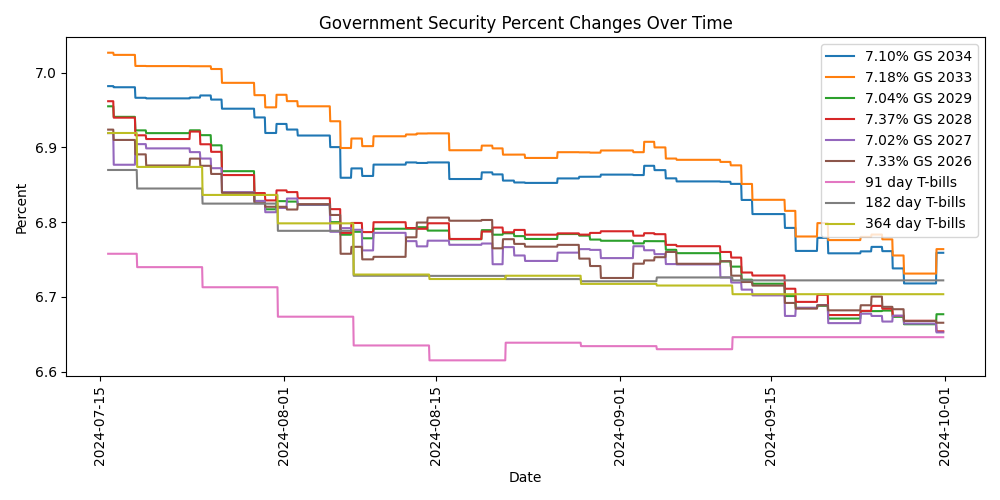 Government Security Percent Changes Over Time
Percent
7.0
6.9
6.8
6.7
6.6
7.10% GS 2034
7.18% GS 2033
7.04% GS 2029
7.37% GS 2028
7.02% GS 2027
7.33% GS 2026
91 day T-bills
182 day T-bills
364 day T-bills
2024-07-15
2024-08-01
2024-08-15
2024-09-01
2024-09-15
2024-10-01
Date